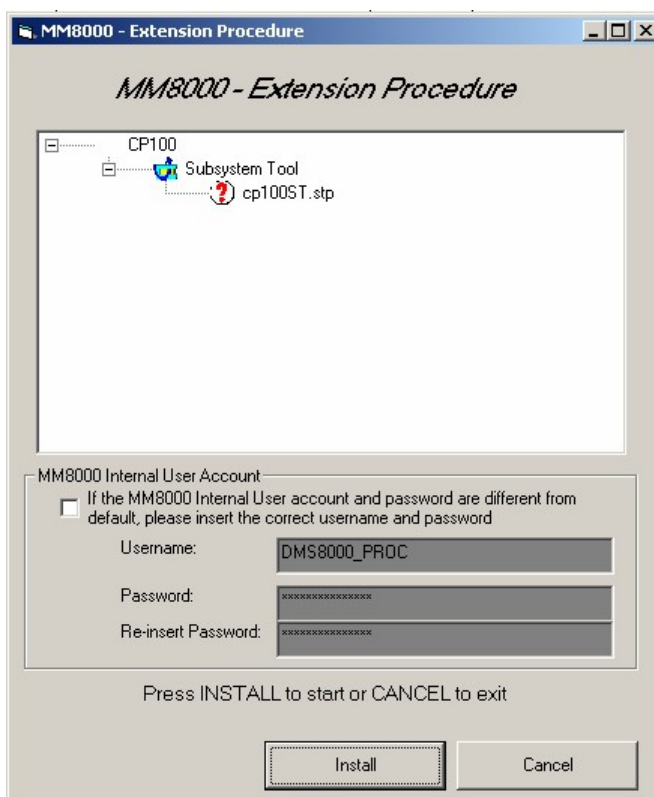 MM8000 - Extension Procedure
MM8000 - Extension Procedure
CP100
Subsystem Tool
cp100ST.stp
MM8000 Internal User Account
If the MM8000 Internal User account and password are different from
default, please insert the correct username and password
Username:
DMS8000_PROC
Password:
xxxxxxxxxxxxxxx
Re-insert Password:
xxxxxxxxxxxxxxx
Press INSTALL to start or CANCEL to exit
Install
Cancel